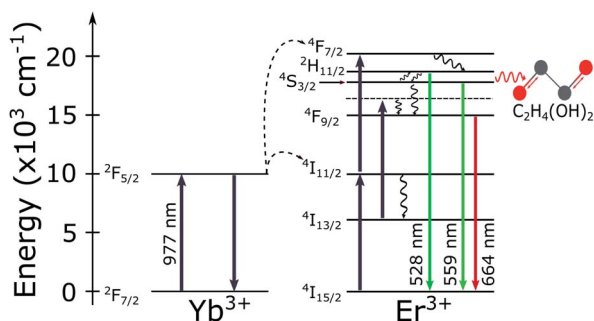 Energy (x10³ cm⁻¹)
20
15
10
5
0
²F₅/₂
²F₇/₂
977 nm
Yb³⁺
⁴F₇/₂
²H₁₁/₂
⁴S₃/₂
⁴F₉/₂
⁴I₁₁/₂
⁴I₁₃/₂
⁴I₁₅/₂
528 nm
559 nm
664 nm
Er³⁺
C₂H₄(OH)₂